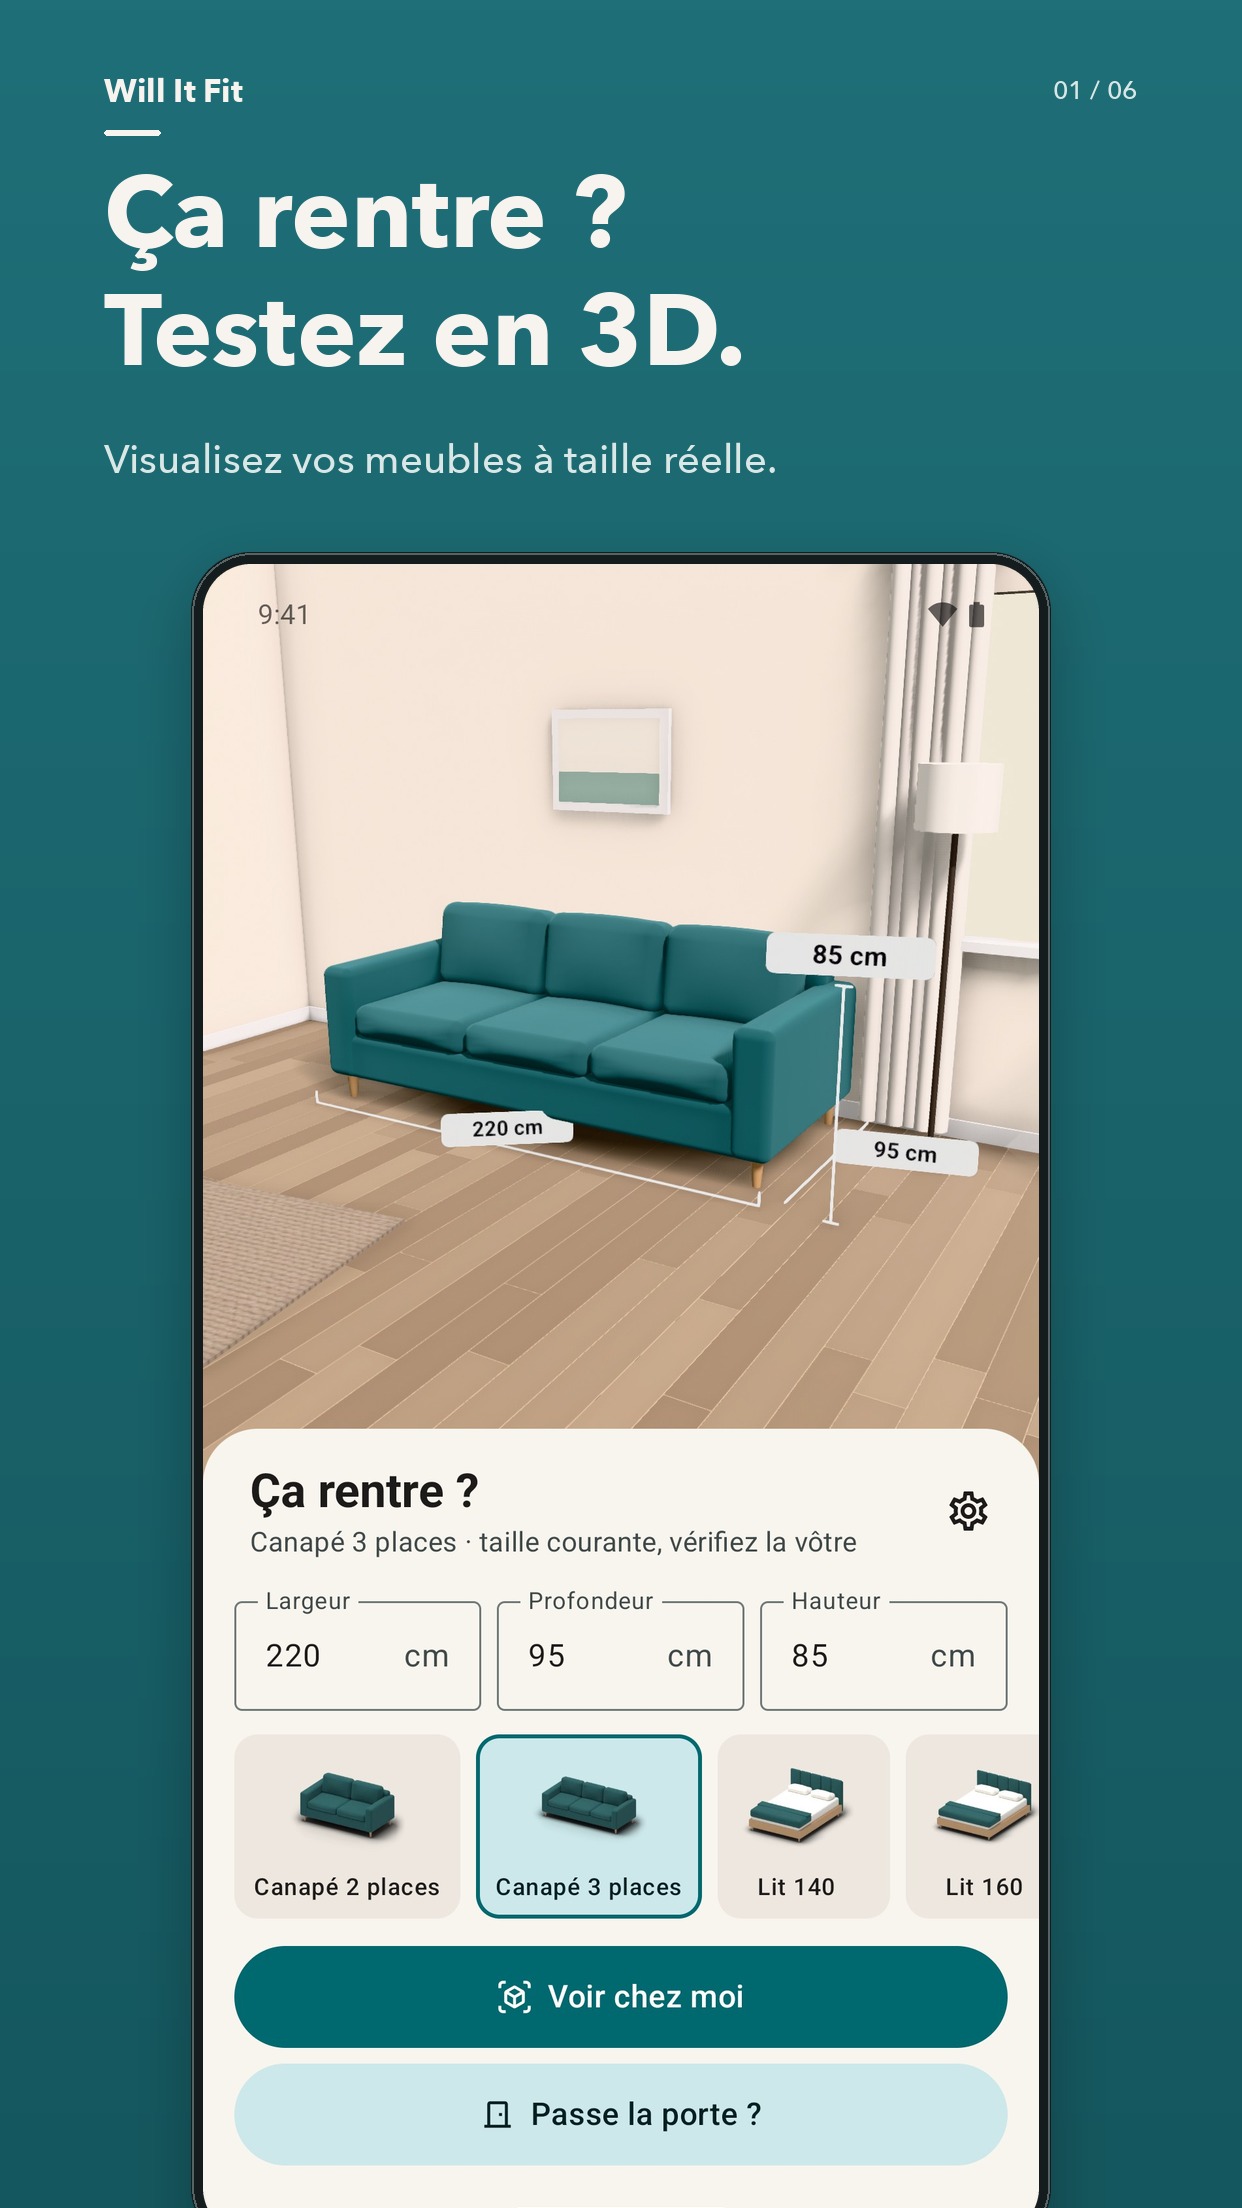 Will It Fit
01 / 06
Ça rentre ?
Testez en 3D.
Visualisez vos meubles à taille réelle.
9:41
85 cm
220 cm
95 cm
Ça rentre ?
Canapé 3 places · taille courante, vérifiez la vôtre
Largeur
Profondeur
Hauteur
220 cm
95 cm
85 cm
Canapé 2 places
Canapé 3 places
Lit 140
Lit 160
Voir chez moi
Passe la porte ?